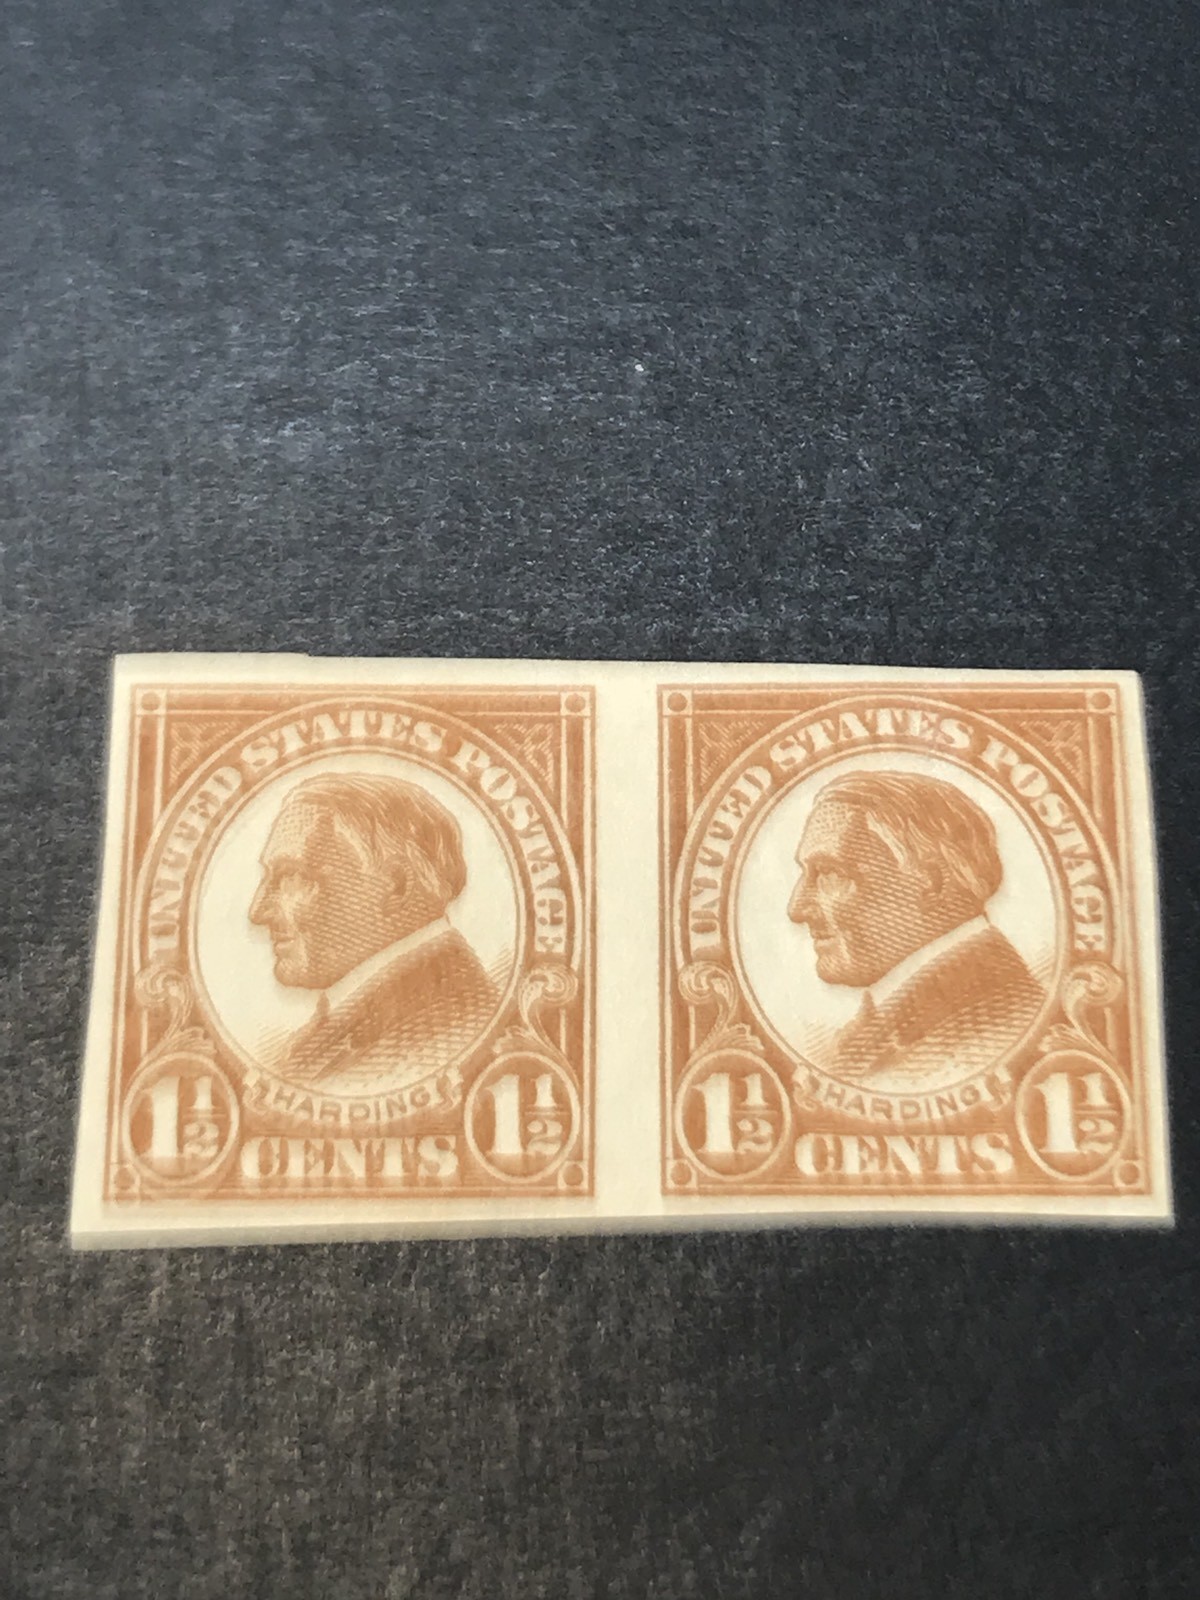 UNITED STATES POSTAGE
HARDING
1½ CENTS 1½
UNITED STATES POSTAGE
HARDING
1½ CENTS 1½